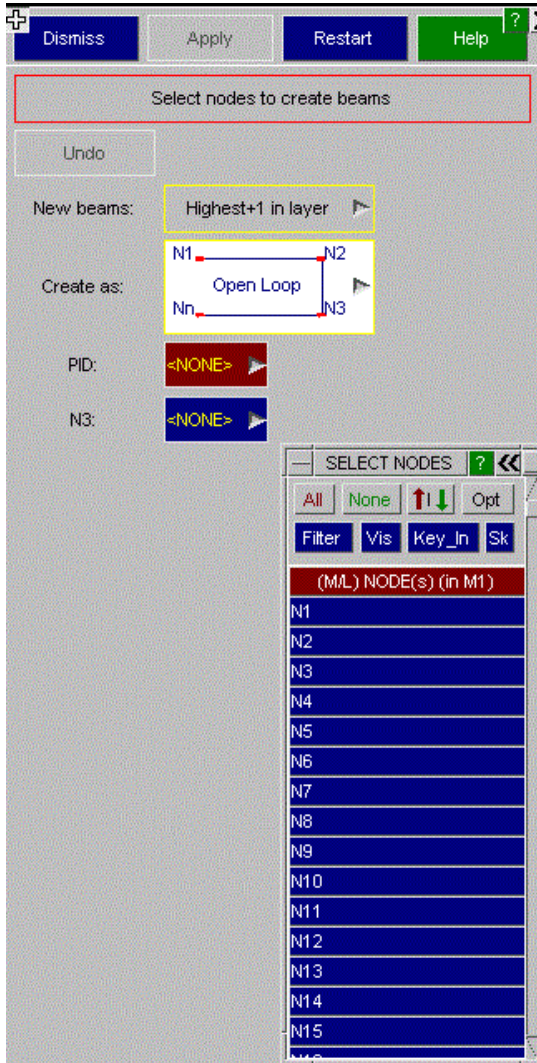 ?
Dismiss Apply Restart Help
Select nodes to create beams
Undo
New beams: Highest+1 in layer
N1 N2
Create as: Open Loop
Nn N3
PID: <NONE>
N3: <NONE>
SELECT NODES ?
All None Opt
Filter Vis Key_In Sk
(M/L) NODE(s) (in M1)
N1
N2
N3
N4
N5
N6
N7
N8
N9
N10
N11
N12
N13
N14
N15